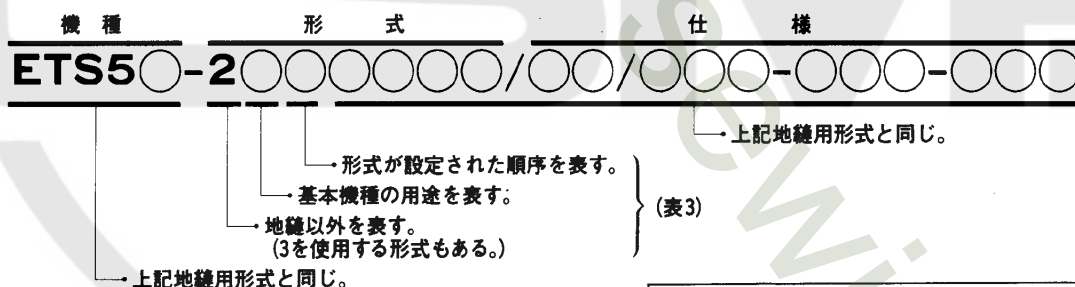 機種 形式 仕様
ETS5○-2○○○○○○○/○○/○○○-○○○-○○○
上記地縫用形式と同じ。
形式が設定された順序を表す。
基本機種の用途を表す。
(表3)
地縫以外を表す。
(3を使用する形式もある。)
上記地縫用形式と同じ。